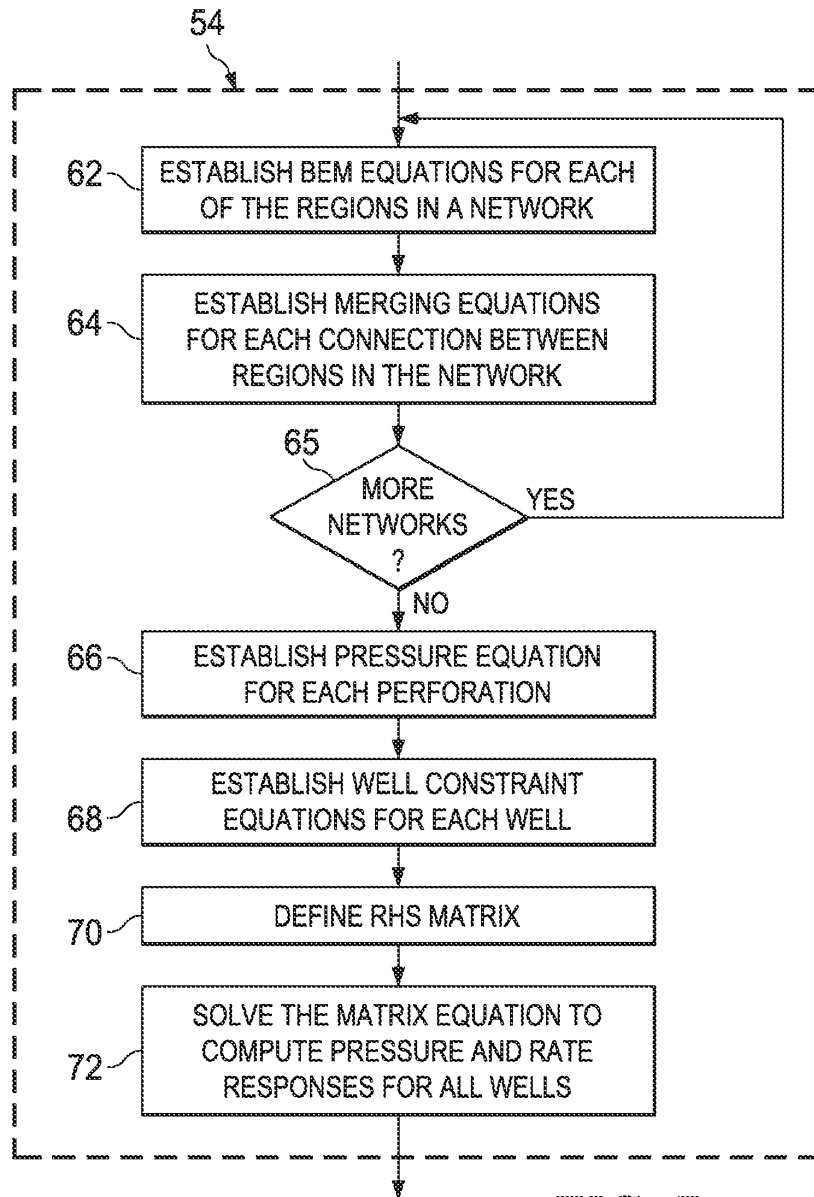 54
62
ESTABLISH BEM EQUATIONS FOR EACH
OF THE REGIONS IN A NETWORK
64
ESTABLISH MERGING EQUATIONS
FOR EACH CONNECTION BETWEEN
REGIONS IN THE NETWORK
65
MORE
NETWORKS
?
YES
NO
66
ESTABLISH PRESSURE EQUATION
FOR EACH PERFORATION
68
ESTABLISH WELL CONSTRAINT
EQUATIONS FOR EACH WELL
70
DEFINE RHS MATRIX
72
SOLVE THE MATRIX EQUATION TO
COMPUTE PRESSURE AND RATE
RESPONSES FOR ALL WELLS